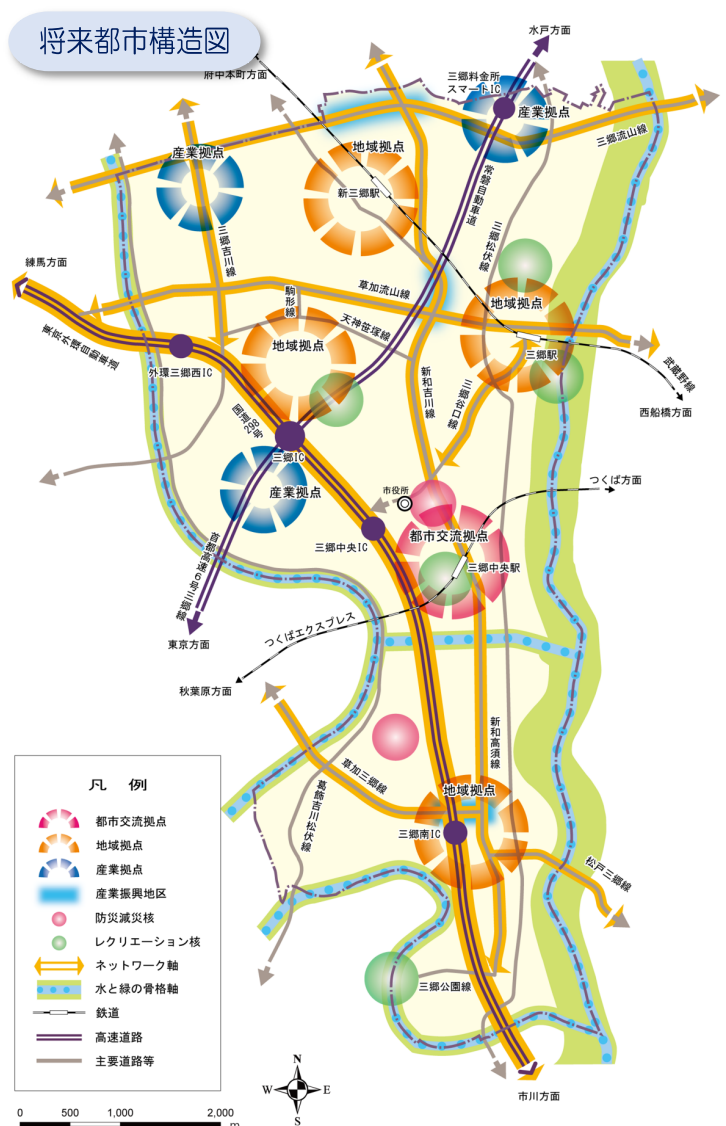 将来都市構造図
水戸方面
府中本町方面
三郷料金所
スマートIC
産業拠点
三郷流山線
産業拠点
地域拠点
新三郷駅
常磐自動車道
三郷松伏線
三郷吉川線
練馬方面
東京外環自動車道
駒形線
草加流山線
天神笹塚線
地域拠点
地域拠点
三郷駅
武蔵野線
西船橋方面
外環三郷西IC
国道298号
新和吉川線
三郷谷口線
三郷IC
産業拠点
市役所
つくば方面
都市交流拠点
三郷中央IC
三郷中央駅
首都高速6号三郷線
東京方面
つくばエクスプレス
秋葉原方面
新和高須線
草加三郷線
葛飾吉川松伏線
地域拠点
三郷南IC
松戸三郷線
三郷公園線
市川方面
凡 例
都市交流拠点
地域拠点
産業拠点
産業振興地区
防災減災核
レクリエーション核
ネットワーク軸
水と緑の骨格軸
鉄道
高速道路
主要道路等
N
W E
S
0 500 1,000 2,000
m